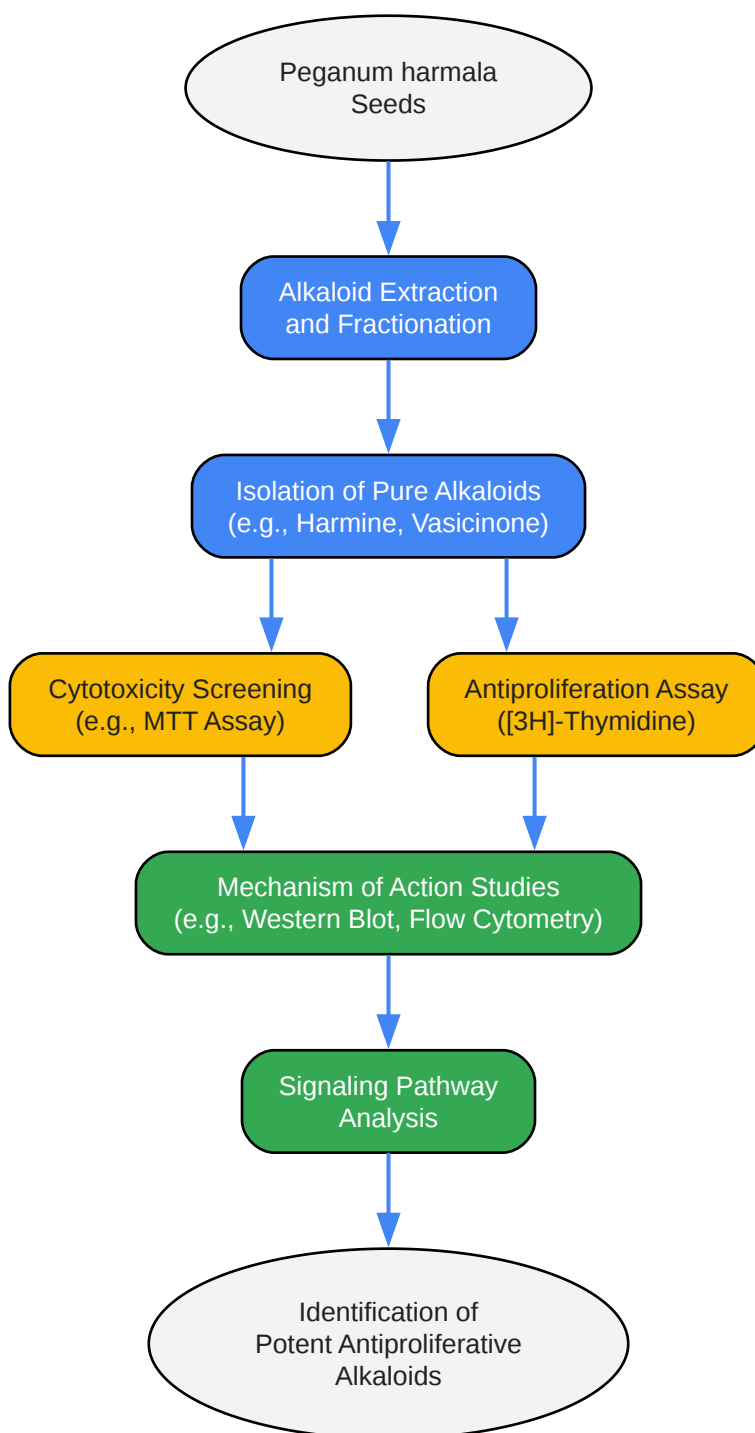 Peganum harmala
Seeds
Alkaloid Extraction
and Fractionation
Isolation of Pure Alkaloids
(e.g., Harmine, Vasicinone)
Cytotoxicity Screening
(e.g., MTT Assay)
Antiproliferation Assay
([3H]-Thymidine)
Mechanism of Action Studies
(e.g., Western Blot, Flow Cytometry)
Signaling Pathway
Analysis
Identification of
Potent Antiproliferative
Alkaloids